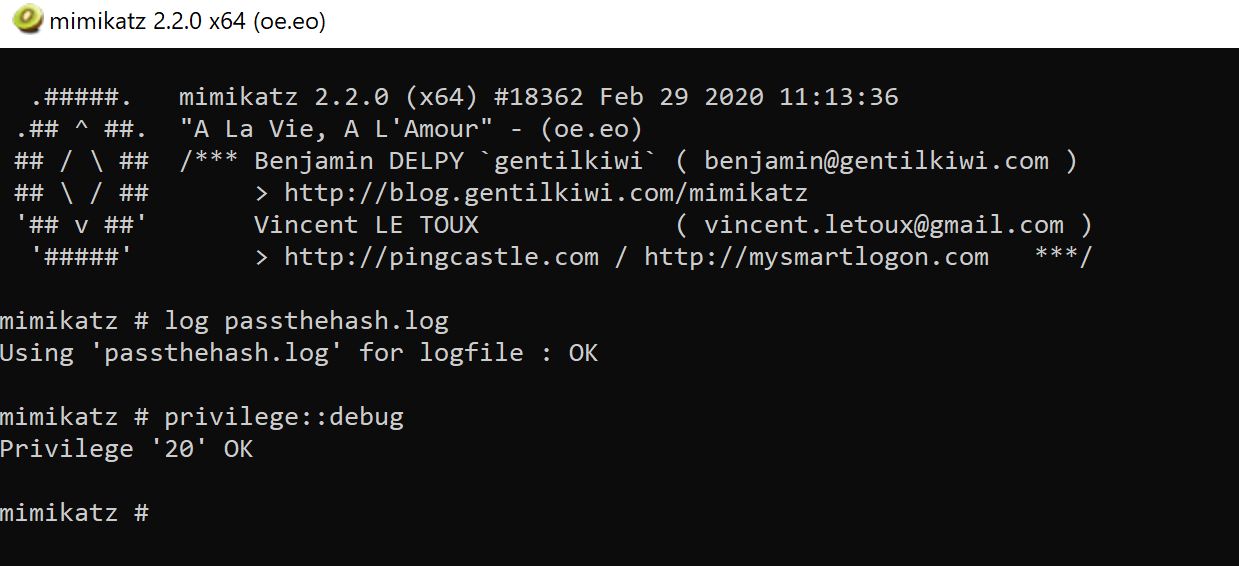 mimikatz 2.2.0 x64 (oe.eo)
.#####.   mimikatz 2.2.0 (x64) #18362 Feb 29 2020 11:13:36
.## ^ ##.  "A La Vie, A L'Amour" - (oe.eo)
## / \ ##  /*** Benjamin DELPY `gentilkiwi` ( benjamin@gentilkiwi.com )
## \ / ##       > http://blog.gentilkiwi.com/mimikatz
'## v ##'       Vincent LE TOUX             ( vincent.letoux@gmail.com )
'#####'        > http://pingcastle.com / http://mysmartlogon.com   ***/
mimikatz # log passthehash.log
Using 'passthehash.log' for logfile : OK
mimikatz # privilege::debug
Privilege '20' OK
mimikatz #